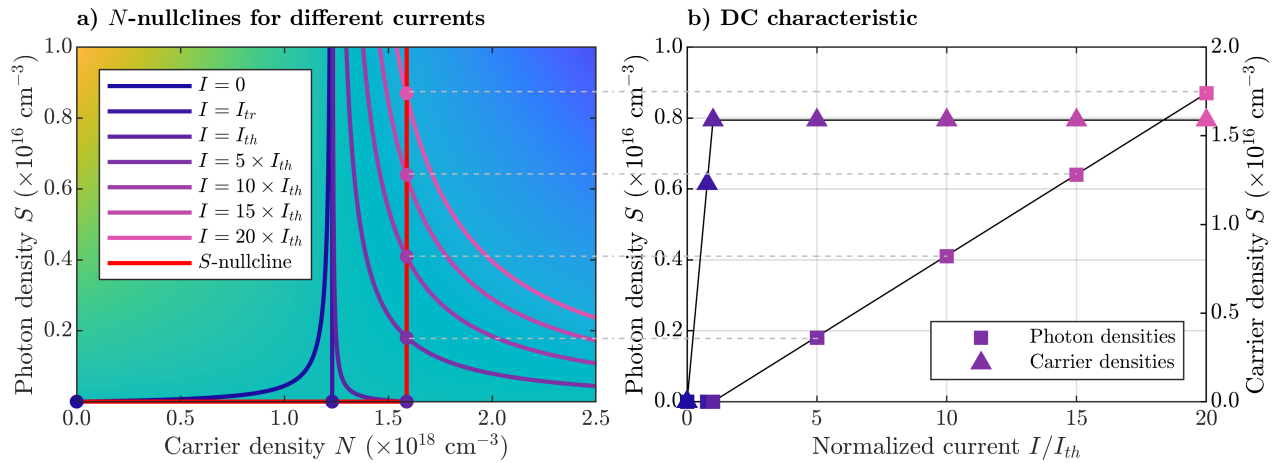 a) N-nullclines for different currents
Photon density S (×10^16 cm^−3)
1.0
0.8
0.6
0.4
0.2
0
0.5
1.0
1.5
2.0
2.5
Carrier density N (×10^18 cm^−3)
I = 0
I = I_tr
I = I_th
I = 5 × I_th
I = 10 × I_th
I = 15 × I_th
I = 20 × I_th
S-nullcline
b) DC characteristic
Photon density S (×10^16 cm^−3)
1.0
0.8
0.6
0.4
0.2
0.0
0
5
10
15
20
Normalized current I/I_th
2.0
1.5
1.0
0.5
0.0
Carrier density S (×10^16 cm^−3)
Photon densities
Carrier densities